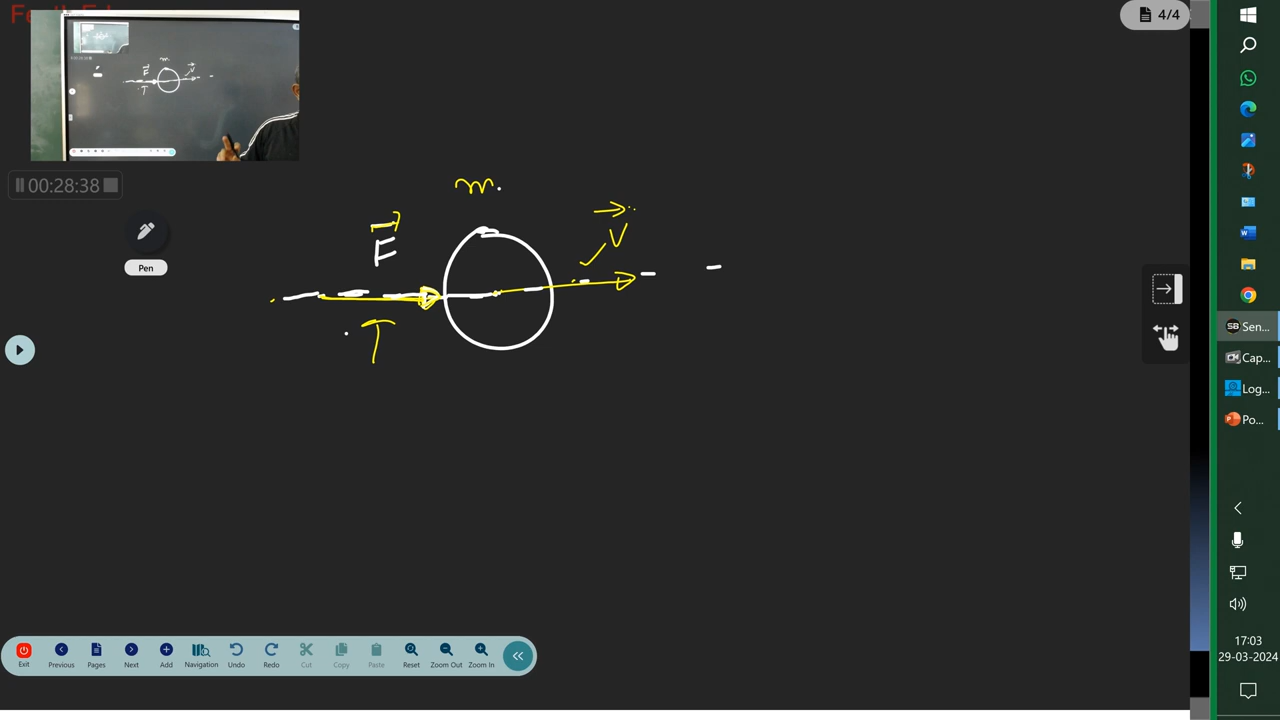 4/4
00:28:38
Pen
m
F
V
T
Sen...
Cap...
Log...
Po...
Exit
Previous
Pages
Next
Add
Navigation
Undo
Redo
Cut
Copy
Paste
Reset
Zoom Out
Zoom In
17:03
29-03-2024